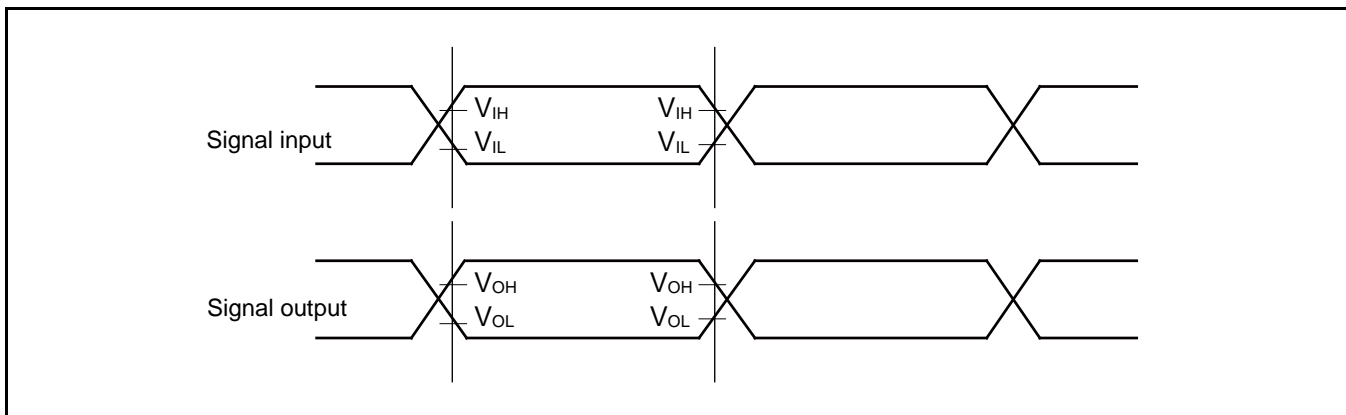 VIH VIH
Signal input
VIL VIL
VOH VOH
Signal output
VOL VOL